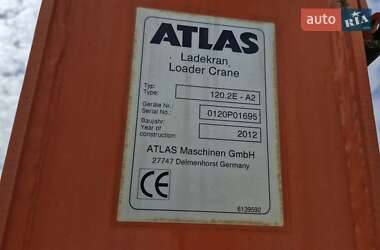 auto RIA
ATLAS
Ladekran
Loader Crane
Typ:
Type:
120.2E - A2
Geräte Nr.:
Serial No.:
0120P01695
Baujahr:
Year of
construction:
2012
ATLAS Maschinen GmbH
27747 Delmenhorst Germany
CE
6139592